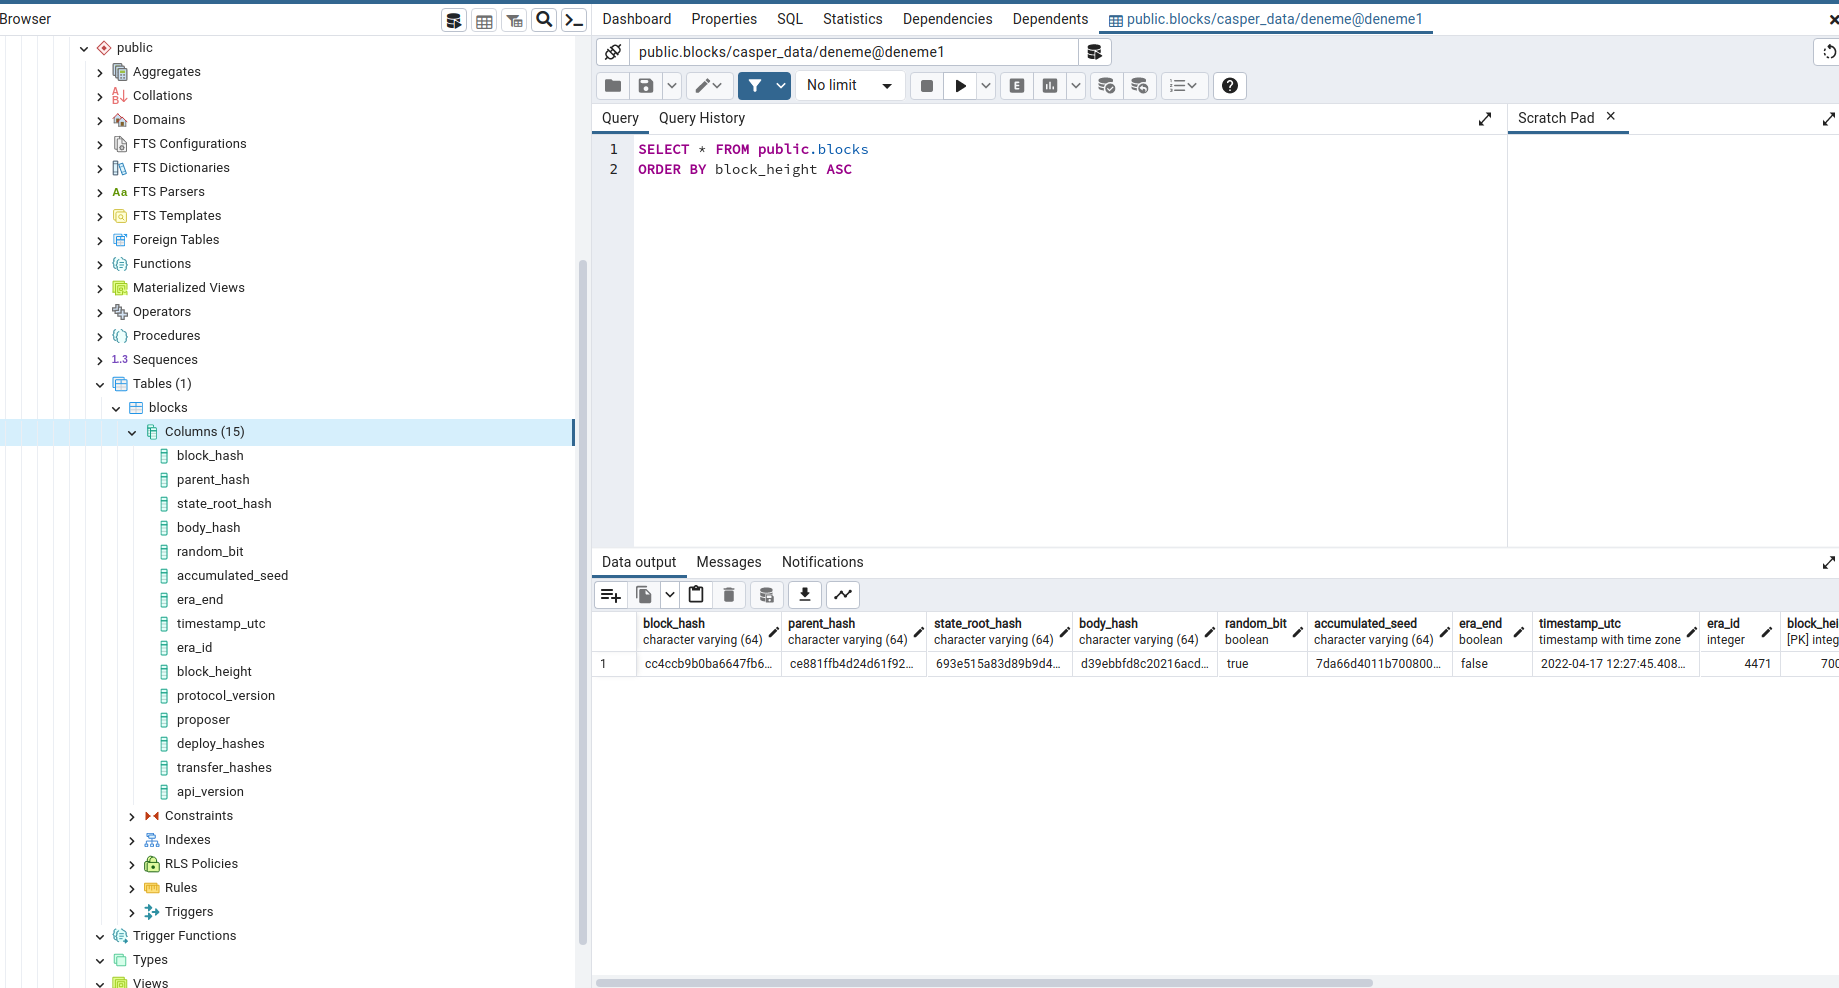 Browser
public
Aggregates
Collations
Domains
FTS Configurations
FTS Dictionaries
Aa FTS Parsers
FTS Templates
Foreign Tables
Functions
Materialized Views
Operators
Procedures
1..3 Sequences
Tables (1)
blocks
Columns (15)
block_hash
parent_hash
state_root_hash
body_hash
random_bit
accumulated_seed
era_end
timestamp_utc
era_id
block_height
protocol_version
proposer
deploy_hashes
transfer_hashes
api_version
Constraints
Indexes
RLS Policies
Rules
Triggers
Trigger Functions
Types
Views
Dashboard Properties SQL Statistics Dependencies Dependents public.blocks/casper_data/deneme@deneme1
public.blocks/casper_data/deneme@deneme1
No limit E
Query Query History Scratch Pad
1 SELECT * FROM public.blocks
2 ORDER BY block_height ASC
Data output Messages Notifications
block_hash parent_hash state_root_hash body_hash random_bit accumulated_seed era_end timestamp_utc era_id block_hei
character varying (64) character varying (64) character varying (64) character varying (64) boolean character varying (64) boolean timestamp with time zone integer [PK] integ
1 cc4ccb9b0ba6647fb6... ce881ffb4d24d61f92... 693e515a83d89b9d4... d39ebbfd8c20216acd... true 7da66d4011b700800... false 2022-04-17 12:27:45.408... 4471 700